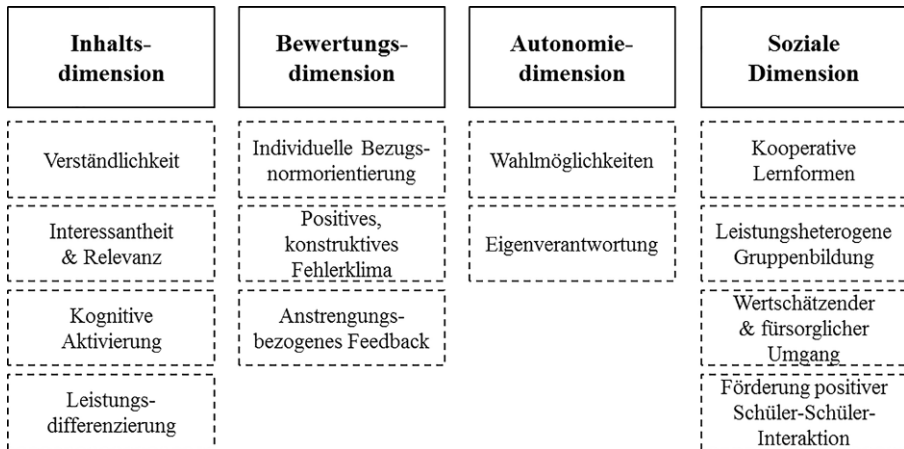 Inhalts-
dimension
Verständlichkeit
Interessantheit
& Relevanz
Kognitive
Aktivierung
Leistungs-
differenzierung
Bewertungs-
dimension
Individuelle Bezugs-
normorientierung
Positives,
konstruktives
Fehlerklima
Anstrengungs-
bezogenes Feedback
Autonomie-
dimension
Wahlmöglichkeiten
Eigenverantwortung
Soziale
Dimension
Kooperative
Lernformen
Leistungsheterogene
Gruppenbildung
Wertschätzender
& fürsorglicher
Umgang
Förderung positiver
Schüler-Schüler-
Interaktion